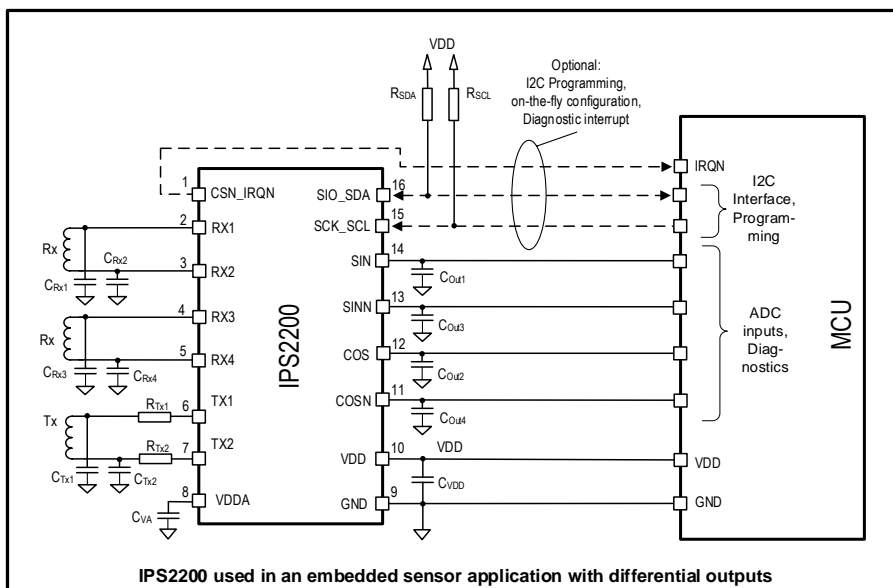 VDD
Optional:
I2C Programming,
on-the-fly configuration,
Diagnostic interrupt
RSDA
RSCL
IRQN
I2C
Interface,
Program-
ming
ADC
inputs,
Diag-
nostics
VDD
GND
MCU
1
CSN_IRQN
2
RX1
3
RX2
4
RX3
5
RX4
6
TX1
7
TX2
8
VDDA
IPS2200
SIO_SDA
16
SCK_SCL
15
SIN
14
SINN
13
COS
12
COSN
11
VDD
10
VDD
GND
9
Rx
CRx1
CRx2
Rx
CRx3
CRx4
Tx
RTx1
RTx2
CTx1
CTx2
CVA
COut1
COut3
COut2
COut4
CVDD
IPS2200 used in an embedded sensor application with differential outputs